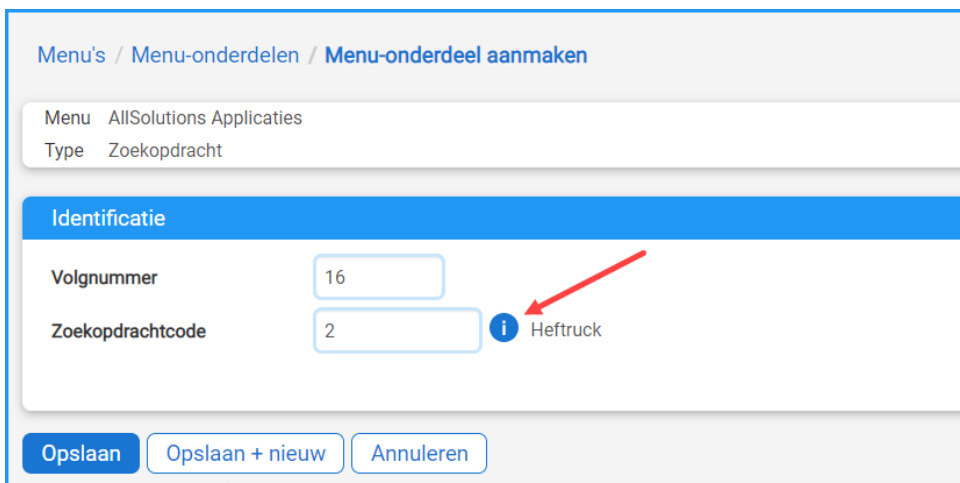 Menu's / Menu-onderdelen / Menu-onderdeel aanmaken
Menu AllSolutions Applicaties
Type Zoekopdracht
Identificatie
Volgnummer 16
Zoekopdrachtcode 2 i Heftruck
Opslaan Opslaan + nieuw Annuleren